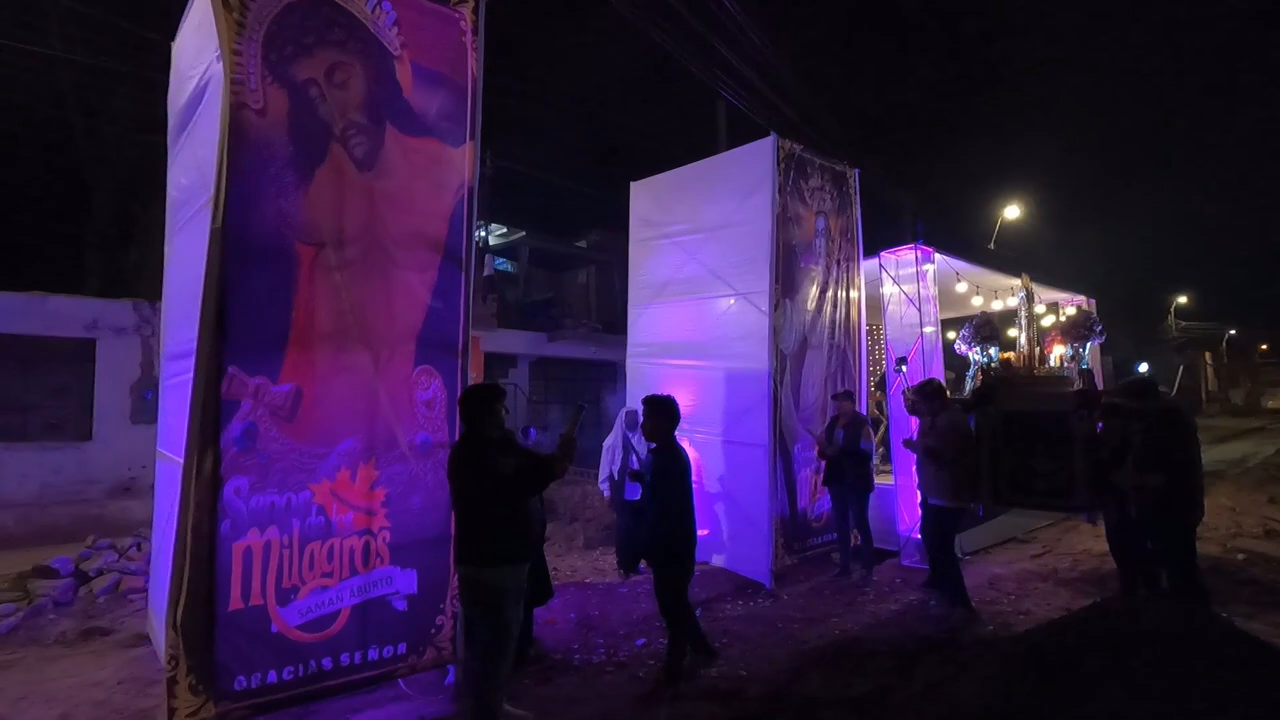 Señor
de los
Milagros
SAMAN ABURTO
GRACIAS SEÑOR